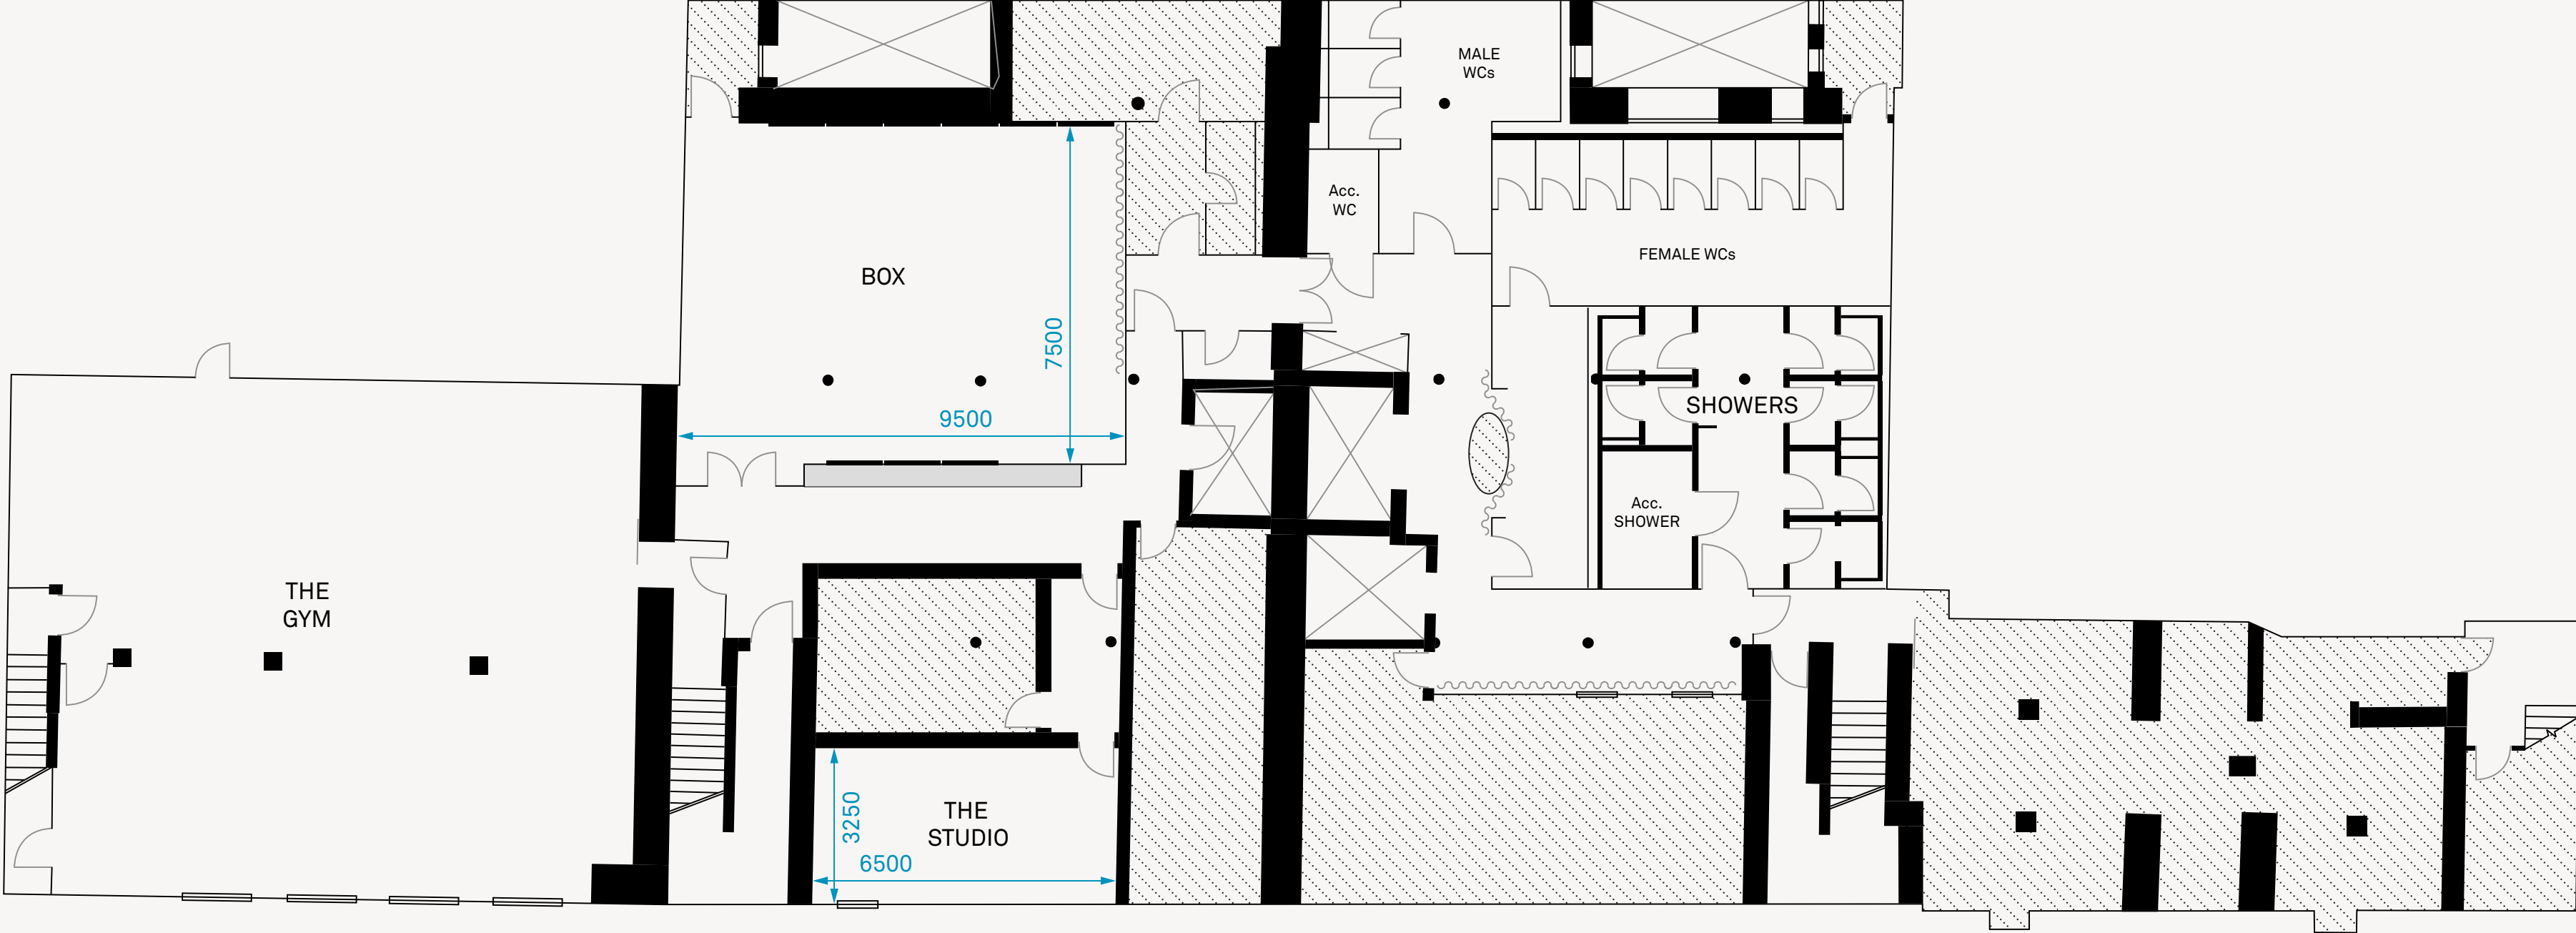 MALE
WCs
Acc.
WC
FEMALE WCs
BOX
7500
9500
SHOWERS
Acc.
SHOWER
THE
GYM
THE
STUDIO
3250
6500